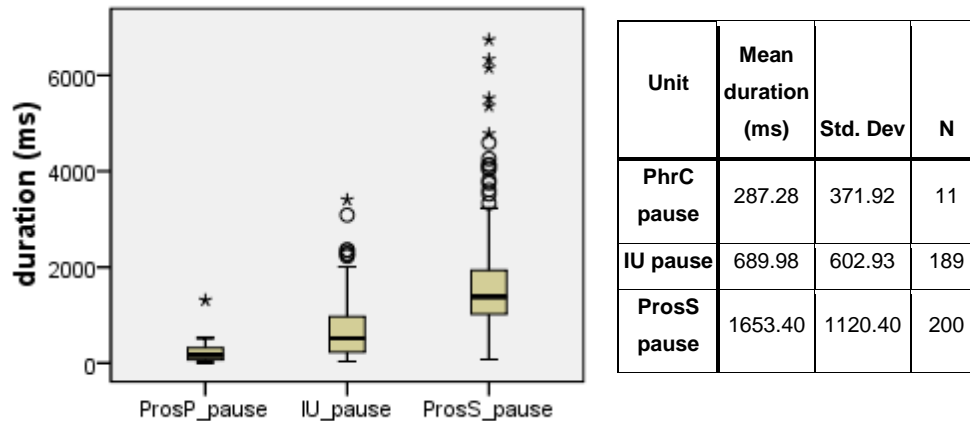 duration (ms)
6000
4000
2000
0
ProsP_pause IU_pause ProsS_pause
Unit
Mean
duration
(ms)
Std. Dev
N
PhrC
pause
287.28 371.92 11
IU pause 689.98 602.93 189
ProsS
pause
1653.40 1120.40 200